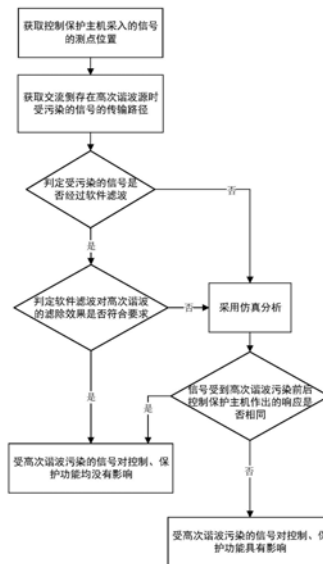 获取控制保护主机采入的信号
的测点位置
获取交流侧存在高次谐波源时
受污染的信号的传输路径
判定受污染的信号是
否经过软件滤波
否
是
判定软件滤波对高次谐波
的滤除效果是否符合要求
否
采用仿真分析
是
信号受到高次谐波污染前后
控制保护主机作出的响应是
否相同
是
受高次谐波污染的信号对控制、保
护功能均没有影响
否
受高次谐波污染的信号对控制、保
护功能具有影响